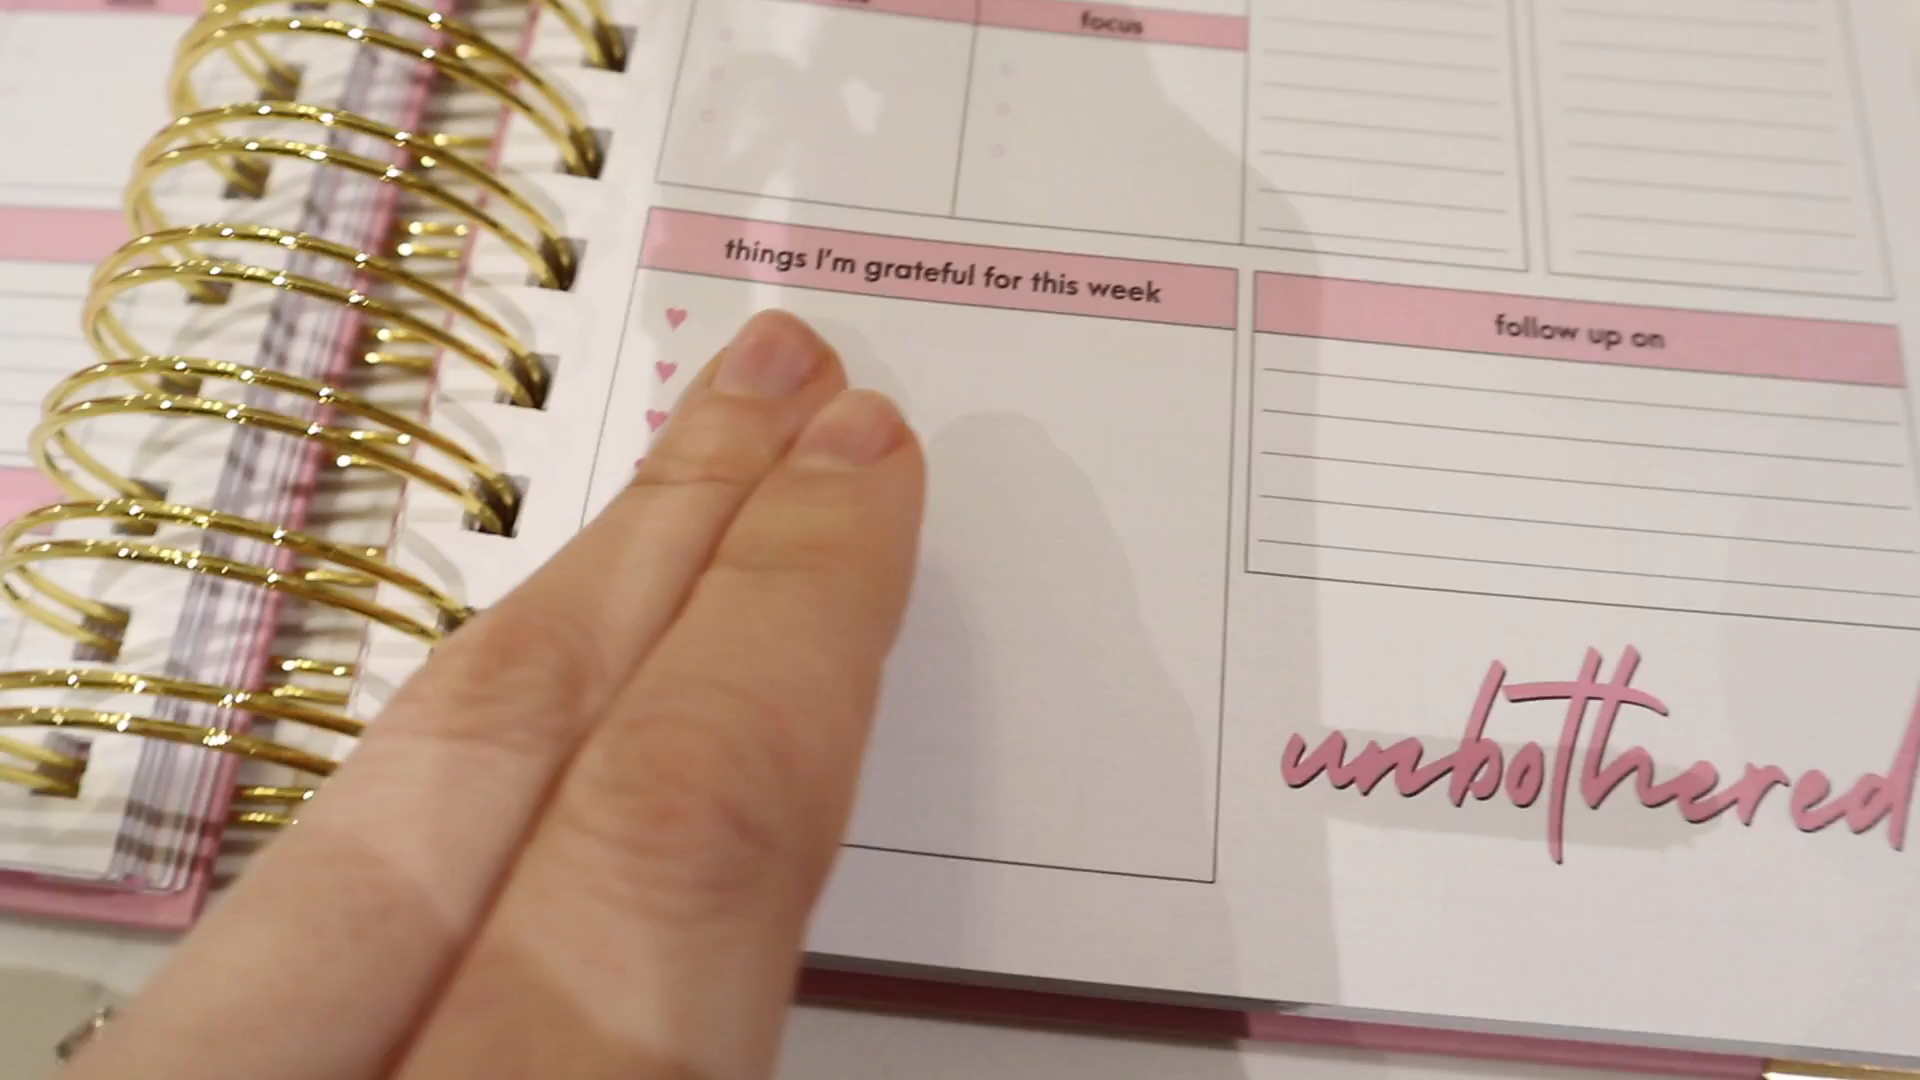 focus
things I'm grateful for this week
follow up on
unbothered